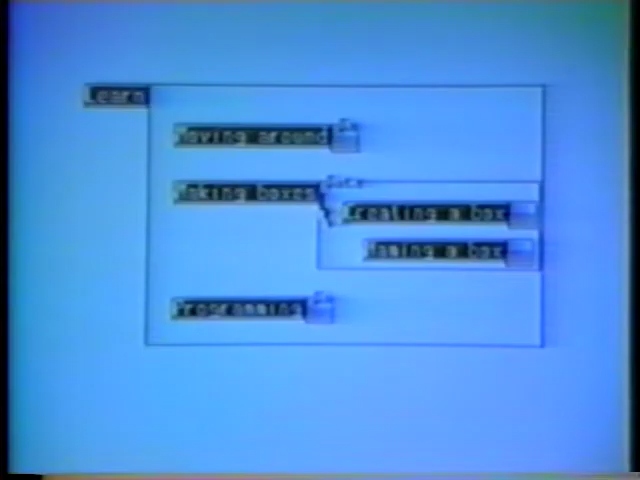 Learn
Moving around
Making boxes
Creating a box
Naming a box
Programming